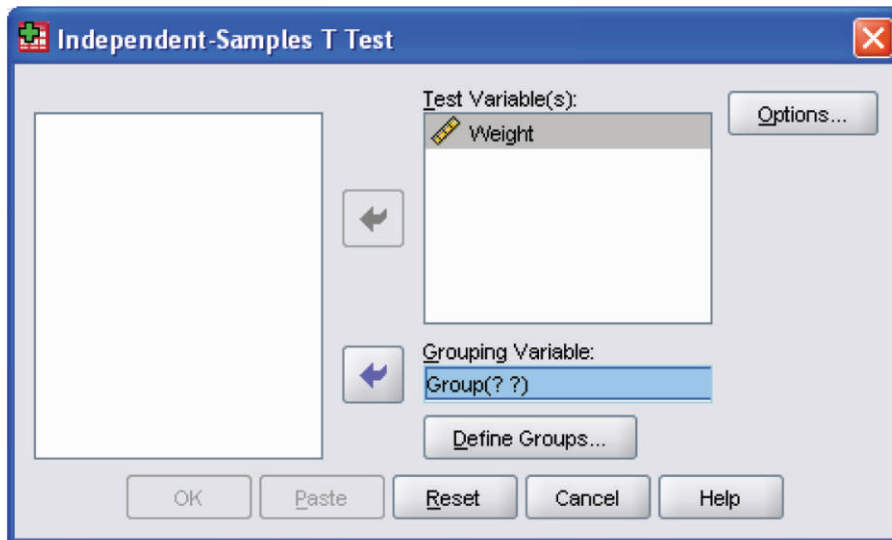 Independent-Samples T Test
Test Variable(s):
Weight
Options...
Grouping Variable:
Group(? ?)
Define Groups...
OK Paste Reset Cancel Help